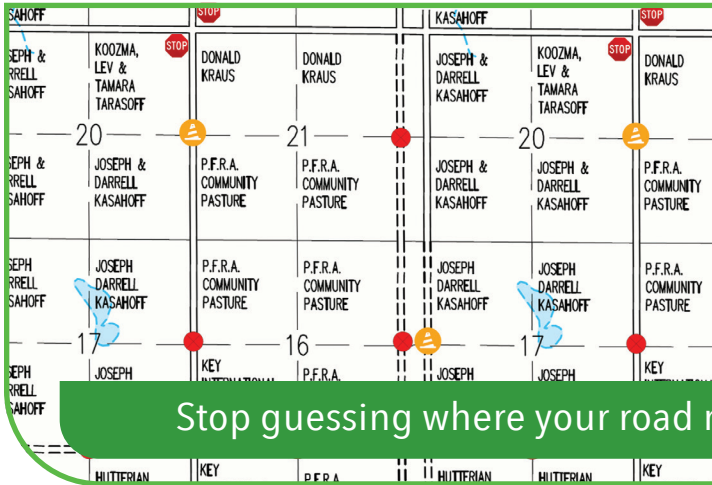 SAHOFF
STOP
KASAHOFF
STOP
SEPH &
RRELL
SAHOFF
KOOZMA,
LEV &
TAMARA
TARASOFF
STOP
DONALD
KRAUS
DONALD
KRAUS
JOSEPH &
DARRELL
KASAHOFF
KOOZMA,
LEV &
TAMARA
TARASOFF
STOP
DONALD
KRAUS
20
21
20
SEPH &
RRELL
SAHOFF
JOSEPH &
DARRELL
KASAHOFF
P.F.R.A.
COMMUNITY
PASTURE
P.F.R.A.
COMMUNITY
PASTURE
JOSEPH &
DARRELL
KASAHOFF
JOSEPH &
DARRELL
KASAHOFF
P.F.R.A.
COMMUNITY
PASTURE
SEPH
RRELL
SAHOFF
JOSEPH
DARRELL
KASAHOFF
P.F.R.A.
COMMUNITY
PASTURE
P.F.R.A.
COMMUNITY
PASTURE
JOSEPH
DARRELL
KASAHOFF
JOSEPH
DARRELL
KASAHOFF
P.F.R.A.
COMMUNITY
PASTURE
17
16
17
SEPH
RRELL
SAHOFF
JOSEPH
KEY
INTERNATIONAL
P.F.R.A.
JOSEPH
JOSEPH
KEY
Stop guessing where your road
HUTTERIAN
KEY
P.F.R.A.
HUTTERIAN
HUTTERIAN
KEY